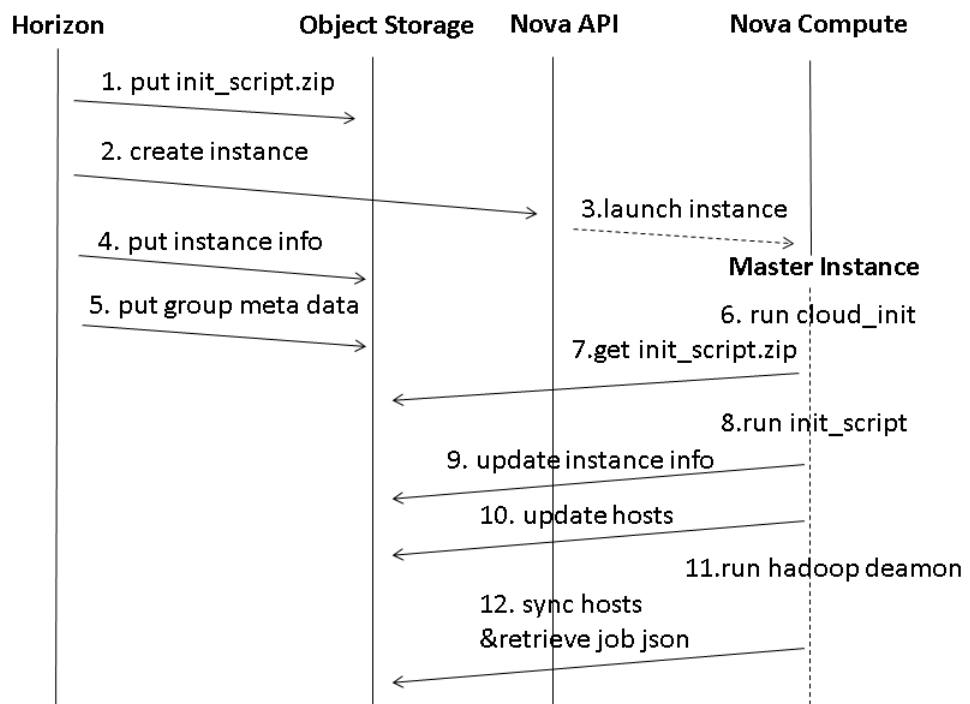 Horizon Object Storage Nova API Nova Compute
1. put init_script.zip
2. create instance
3.launch instance
4. put instance info
Master Instance
5. put group meta data
6. run cloud_init
7.get init_script.zip
8.run init_script
9. update instance info
10. update hosts
11.run hadoop deamon
12. sync hosts
&retrieve job json